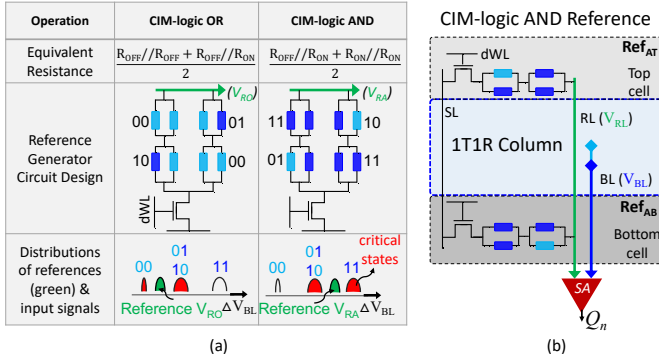 Operation
CIM-logic OR
CIM-logic AND
Equivalent
Resistance
R_OFF//R_OFF + R_OFF//R_ON
2
R_OFF//R_ON + R_ON//R_ON
2
Reference
Generator
Circuit Design
(V_RO)
00
01
10
00
dWL
(V_RA)
11
10
01
11
Distributions
of references
(green) &
input signals
01
00
10
11
Reference V_RO
ΔV_BL
01
critical
states
00
10
11
Reference V_RA
ΔV_BL
(a)
CIM-logic AND Reference
dWL
Ref_AT
Top
cell
SL
RL (V_RL)
1T1R Column
BL (V_BL)
Ref_AB
Bottom
cell
SA
Q_n
(b)